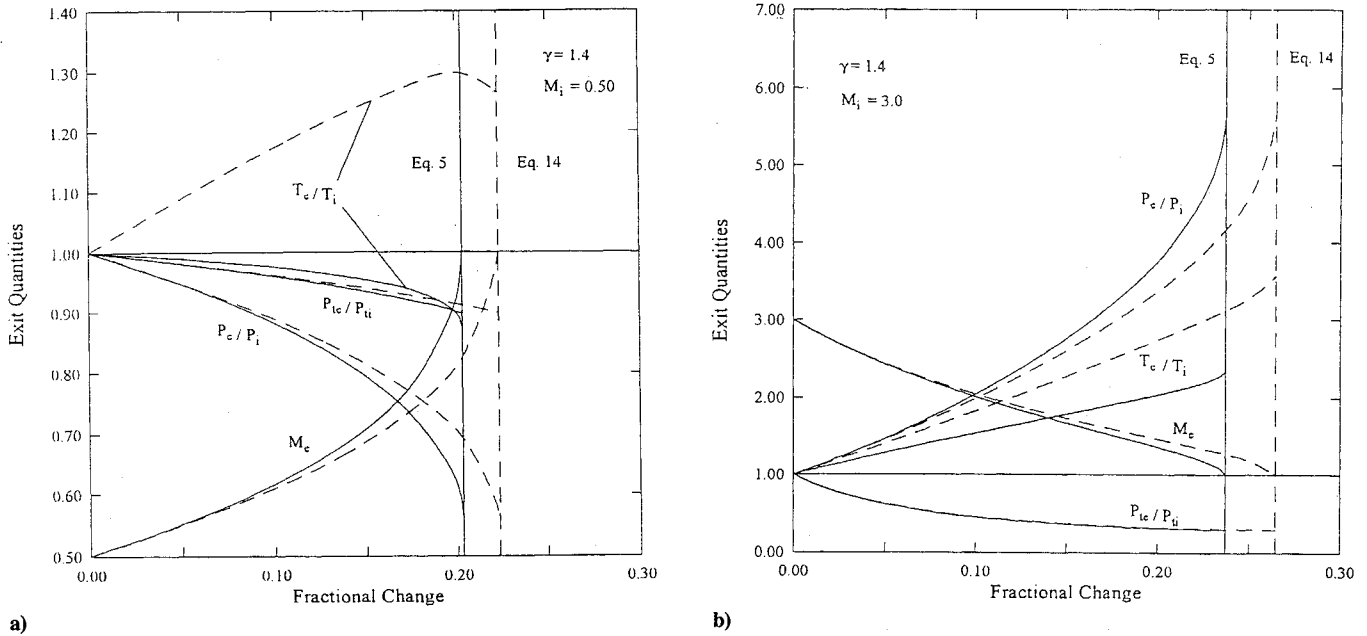 1.40
1.30
1.20
1.10
1.00
0.90
0.80
0.70
0.60
0.50
Exit Quantities
γ = 1.4
M_i = 0.50
Eq. 5
Eq. 14
T_e / T_i
P_te / P_ti
P_e / P_i
M_e
0.00
0.10
0.20
0.30
Fractional Change
a)
7.00
6.00
5.00
4.00
3.00
2.00
1.00
0.00
Exit Quantities
γ = 1.4
M_i = 3.0
Eq. 5
Eq. 14
P_e / P_i
T_e / T_i
M_e
P_te / P_ti
0.00
0.10
0.20
0.30
Fractional Change
b)